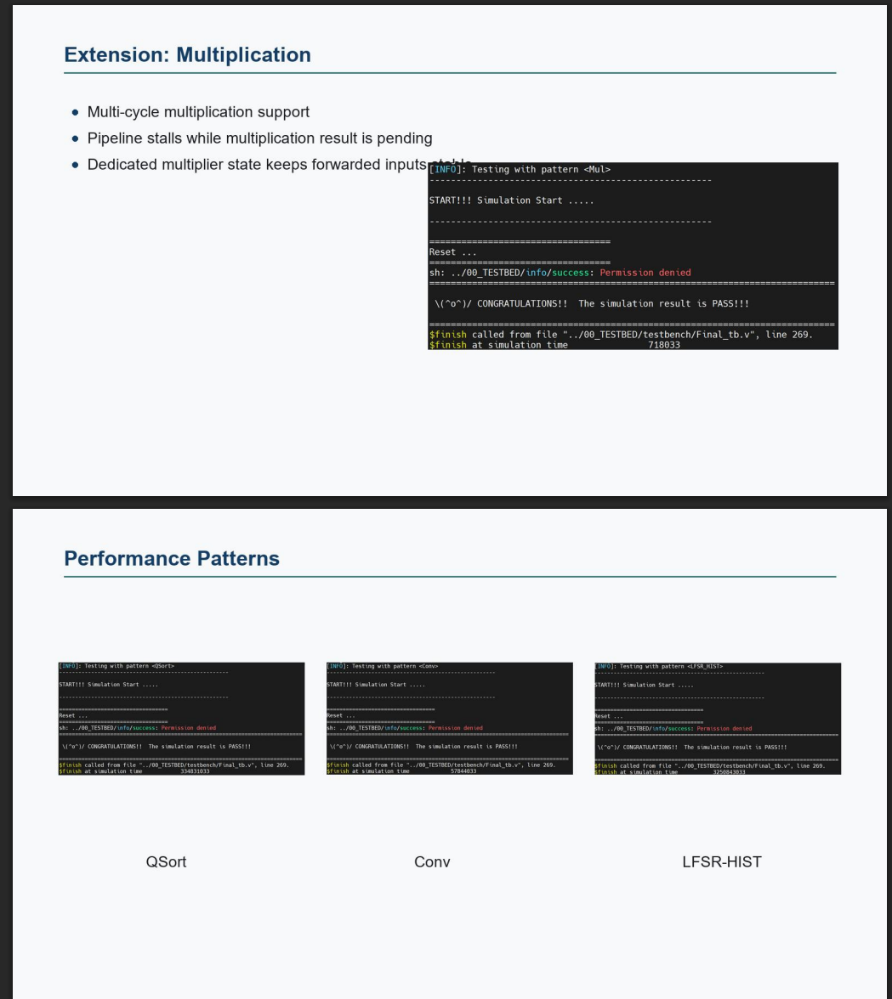 Extension: Multiplication
Multi-cycle multiplication support
Pipeline stalls while multiplication result is pending
Dedicated multiplier state keeps forwarded inputs
[INFO]: Testing with pattern <Mul>
-----------------------------------------------------
START!!! Simulation Start .....
-----------------------------------------------------
==================================
Reset ...
==================================
sh: ../00_TESTBED/info/success: Permission denied
============================================================================
\(^o^)/ CONGRATULATIONS!!  The simulation result is PASS!!!
============================================================================
$finish called from file "../00_TESTBED/testbench/Final_tb.v", line 269.
$finish at simulation time 718033
Performance Patterns
[INFO]: Testing with pattern <QSort>
-----------------------------------------------------
START!!! Simulation Start .....
-----------------------------------------------------
==================================
Reset ...
==================================
sh: ../00_TESTBED/info/success: Permission denied
============================================================================
\(^o^)/ CONGRATULATIONS!!  The simulation result is PASS!!!
============================================================================
$finish called from file "../00_TESTBED/testbench/Final_tb.v", line 269.
$finish at simulation time 334831033
[INFO]: Testing with pattern <Conv>
-----------------------------------------------------
START!!! Simulation Start .....
-----------------------------------------------------
==================================
Reset ...
==================================
sh: ../00_TESTBED/info/success: Permission denied
============================================================================
\(^o^)/ CONGRATULATIONS!!  The simulation result is PASS!!!
============================================================================
$finish called from file "../00_TESTBED/testbench/Final_tb.v", line 269.
$finish at simulation time 57844033
[INFO]: Testing with pattern <LFSR_HIST>
-----------------------------------------------------
START!!! Simulation Start .....
-----------------------------------------------------
==================================
Reset ...
==================================
sh: ../00_TESTBED/info/success: Permission denied
============================================================================
\(^o^)/ CONGRATULATIONS!!  The simulation result is PASS!!!
============================================================================
$finish called from file "../00_TESTBED/testbench/Final_tb.v", line 269.
$finish at simulation time 3250843033
QSort
Conv
LFSR-HIST